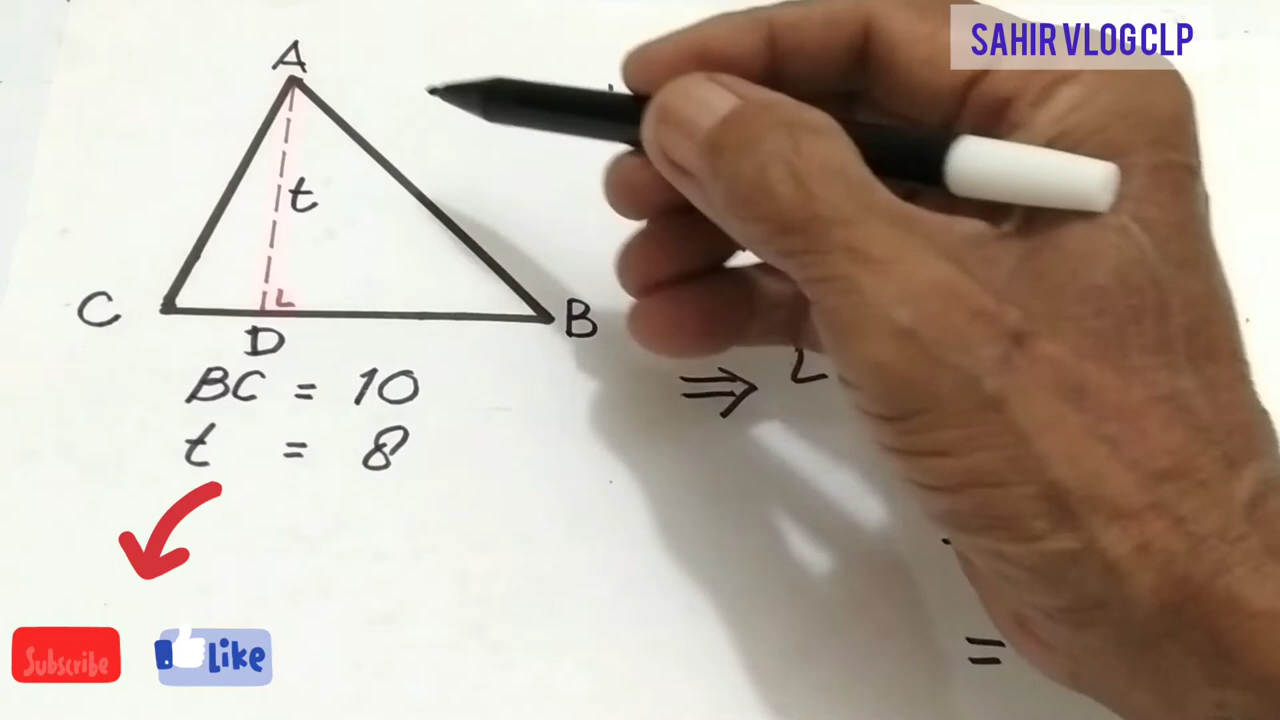 SAHIR VLOG CLP
A
t
C
B
D
BC = 10
t = 8
⇒ L
=
Subscribe
Like